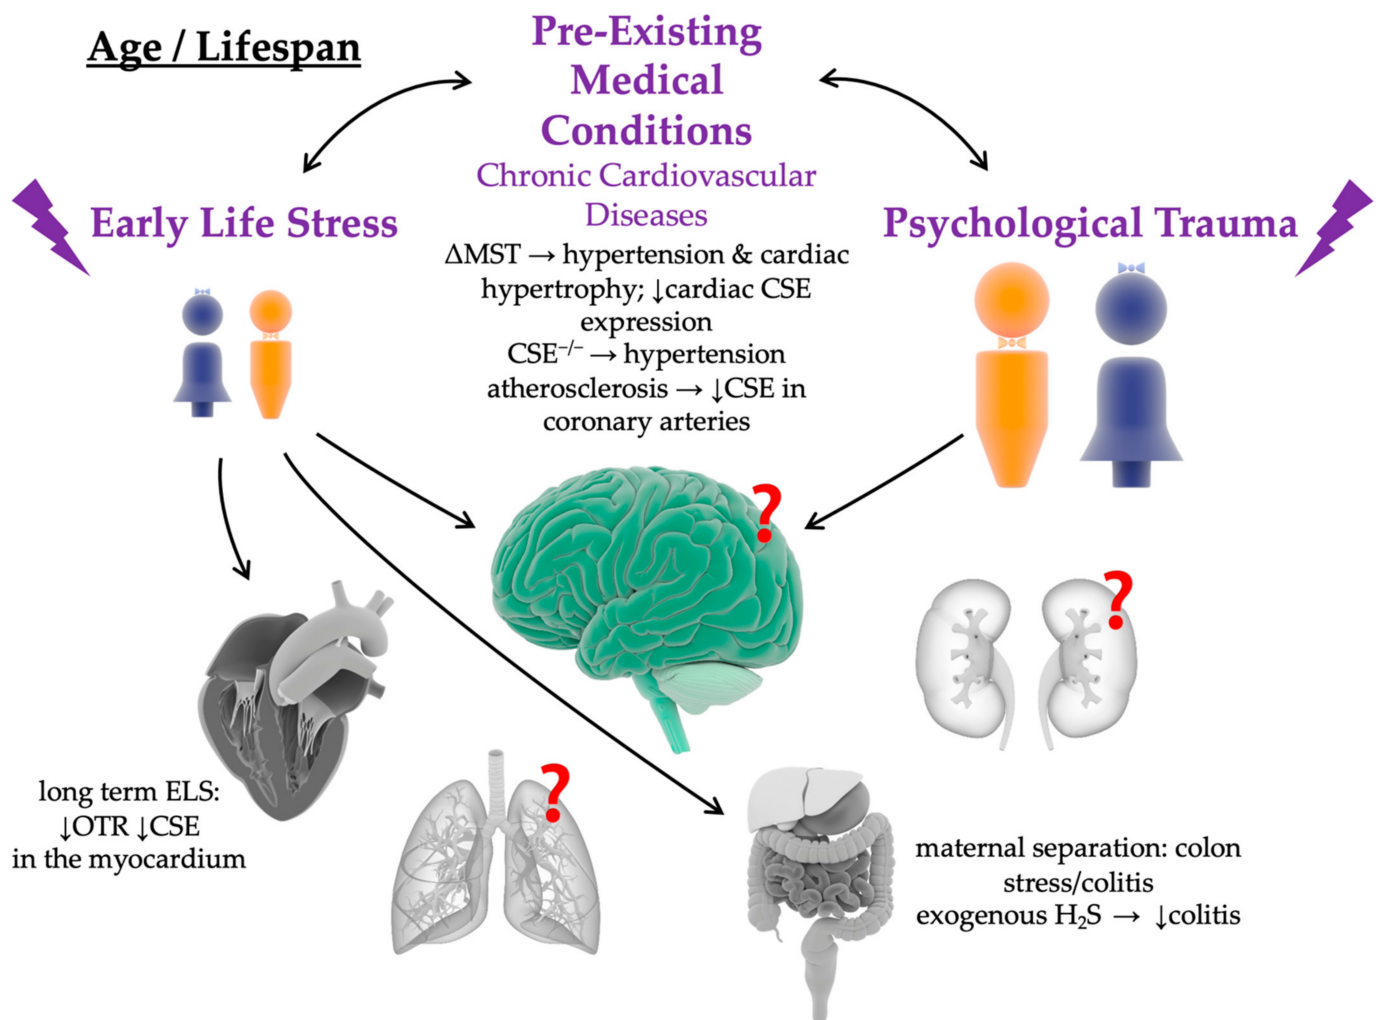 Age / Lifespan
Pre-Existing
Medical
Conditions
Chronic Cardiovascular
Diseases
Early Life Stress
Psychological Trauma
ΔMST → hypertension & cardiac
hypertrophy; ↓cardiac CSE
expression
CSE⁻/⁻ → hypertension
atherosclerosis → ↓CSE in
coronary arteries
?
?
?
long term ELS:
↓OTR ↓CSE
in the myocardium
maternal separation: colon
stress/colitis
exogenous H₂S → ↓colitis